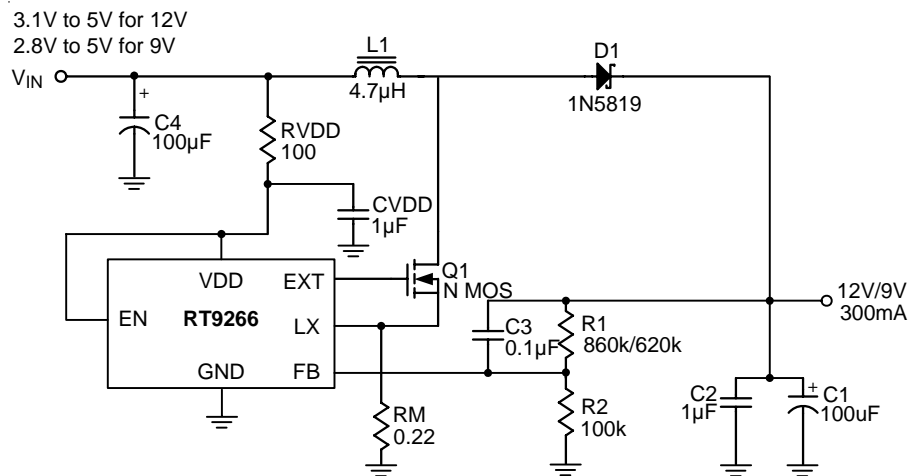 3.1V to 5V for 12V
2.8V to 5V for 9V
VIN
L1
4.7µH
D1
1N5819
+
C4
100µF
RVDD
100
CVDD
1µF
VDD
EXT
Q1
N MOS
EN
RT9266
LX
GND
FB
C3
0.1µF
R1
860k/620k
12V/9V
300mA
RM
0.22
R2
100k
C2
1µF
+
C1
100uF